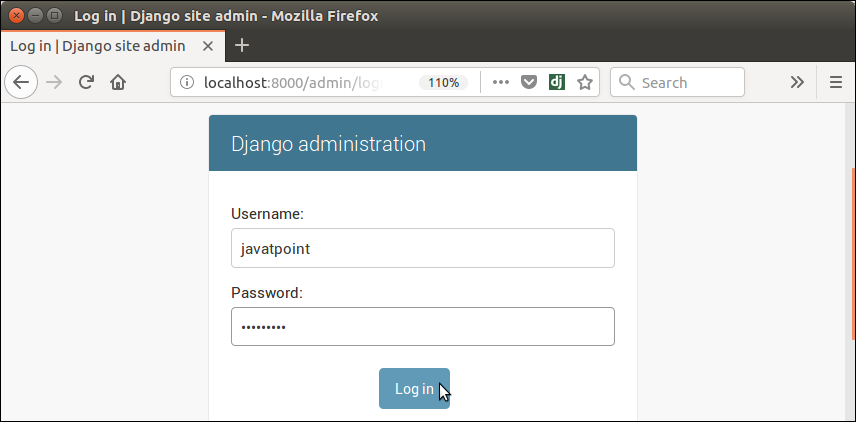 Log in | Django site admin - Mozilla Firefox
Log in | Django site admin
localhost:8000/admin/log
110%
dj
Search
Django administration
Username:
javatpoint
Password:
•••••••••
Log in